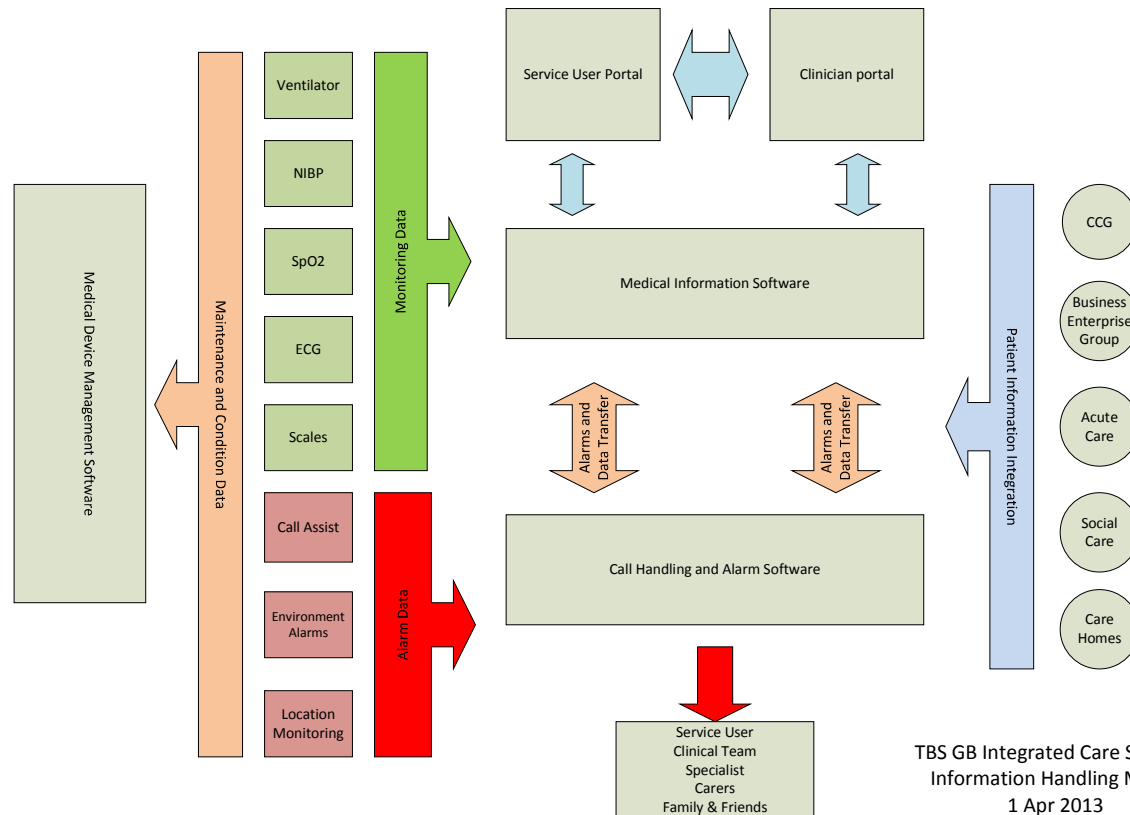 Medical Device Management Software
Maintenance and Condition Data
Ventilator
NIBP
SpO2
ECG
Scales
Call Assist
Environment
Alarms
Location
Monitoring
Monitoring Data
Alarm Data
Service User Portal
Clinician portal
Medical Information Software
Alarms and
Data Transfer
Alarms and
Data Transfer
Call Handling and Alarm Software
Service User
Clinical Team
Specialist
Carers
Family & Friends
Patient Information Integration
CCG
Business
Enterprise
Group
Acute
Care
Social
Care
Care
Homes
TBS GB Integrated Care
Information Handling
1 Apr 2013